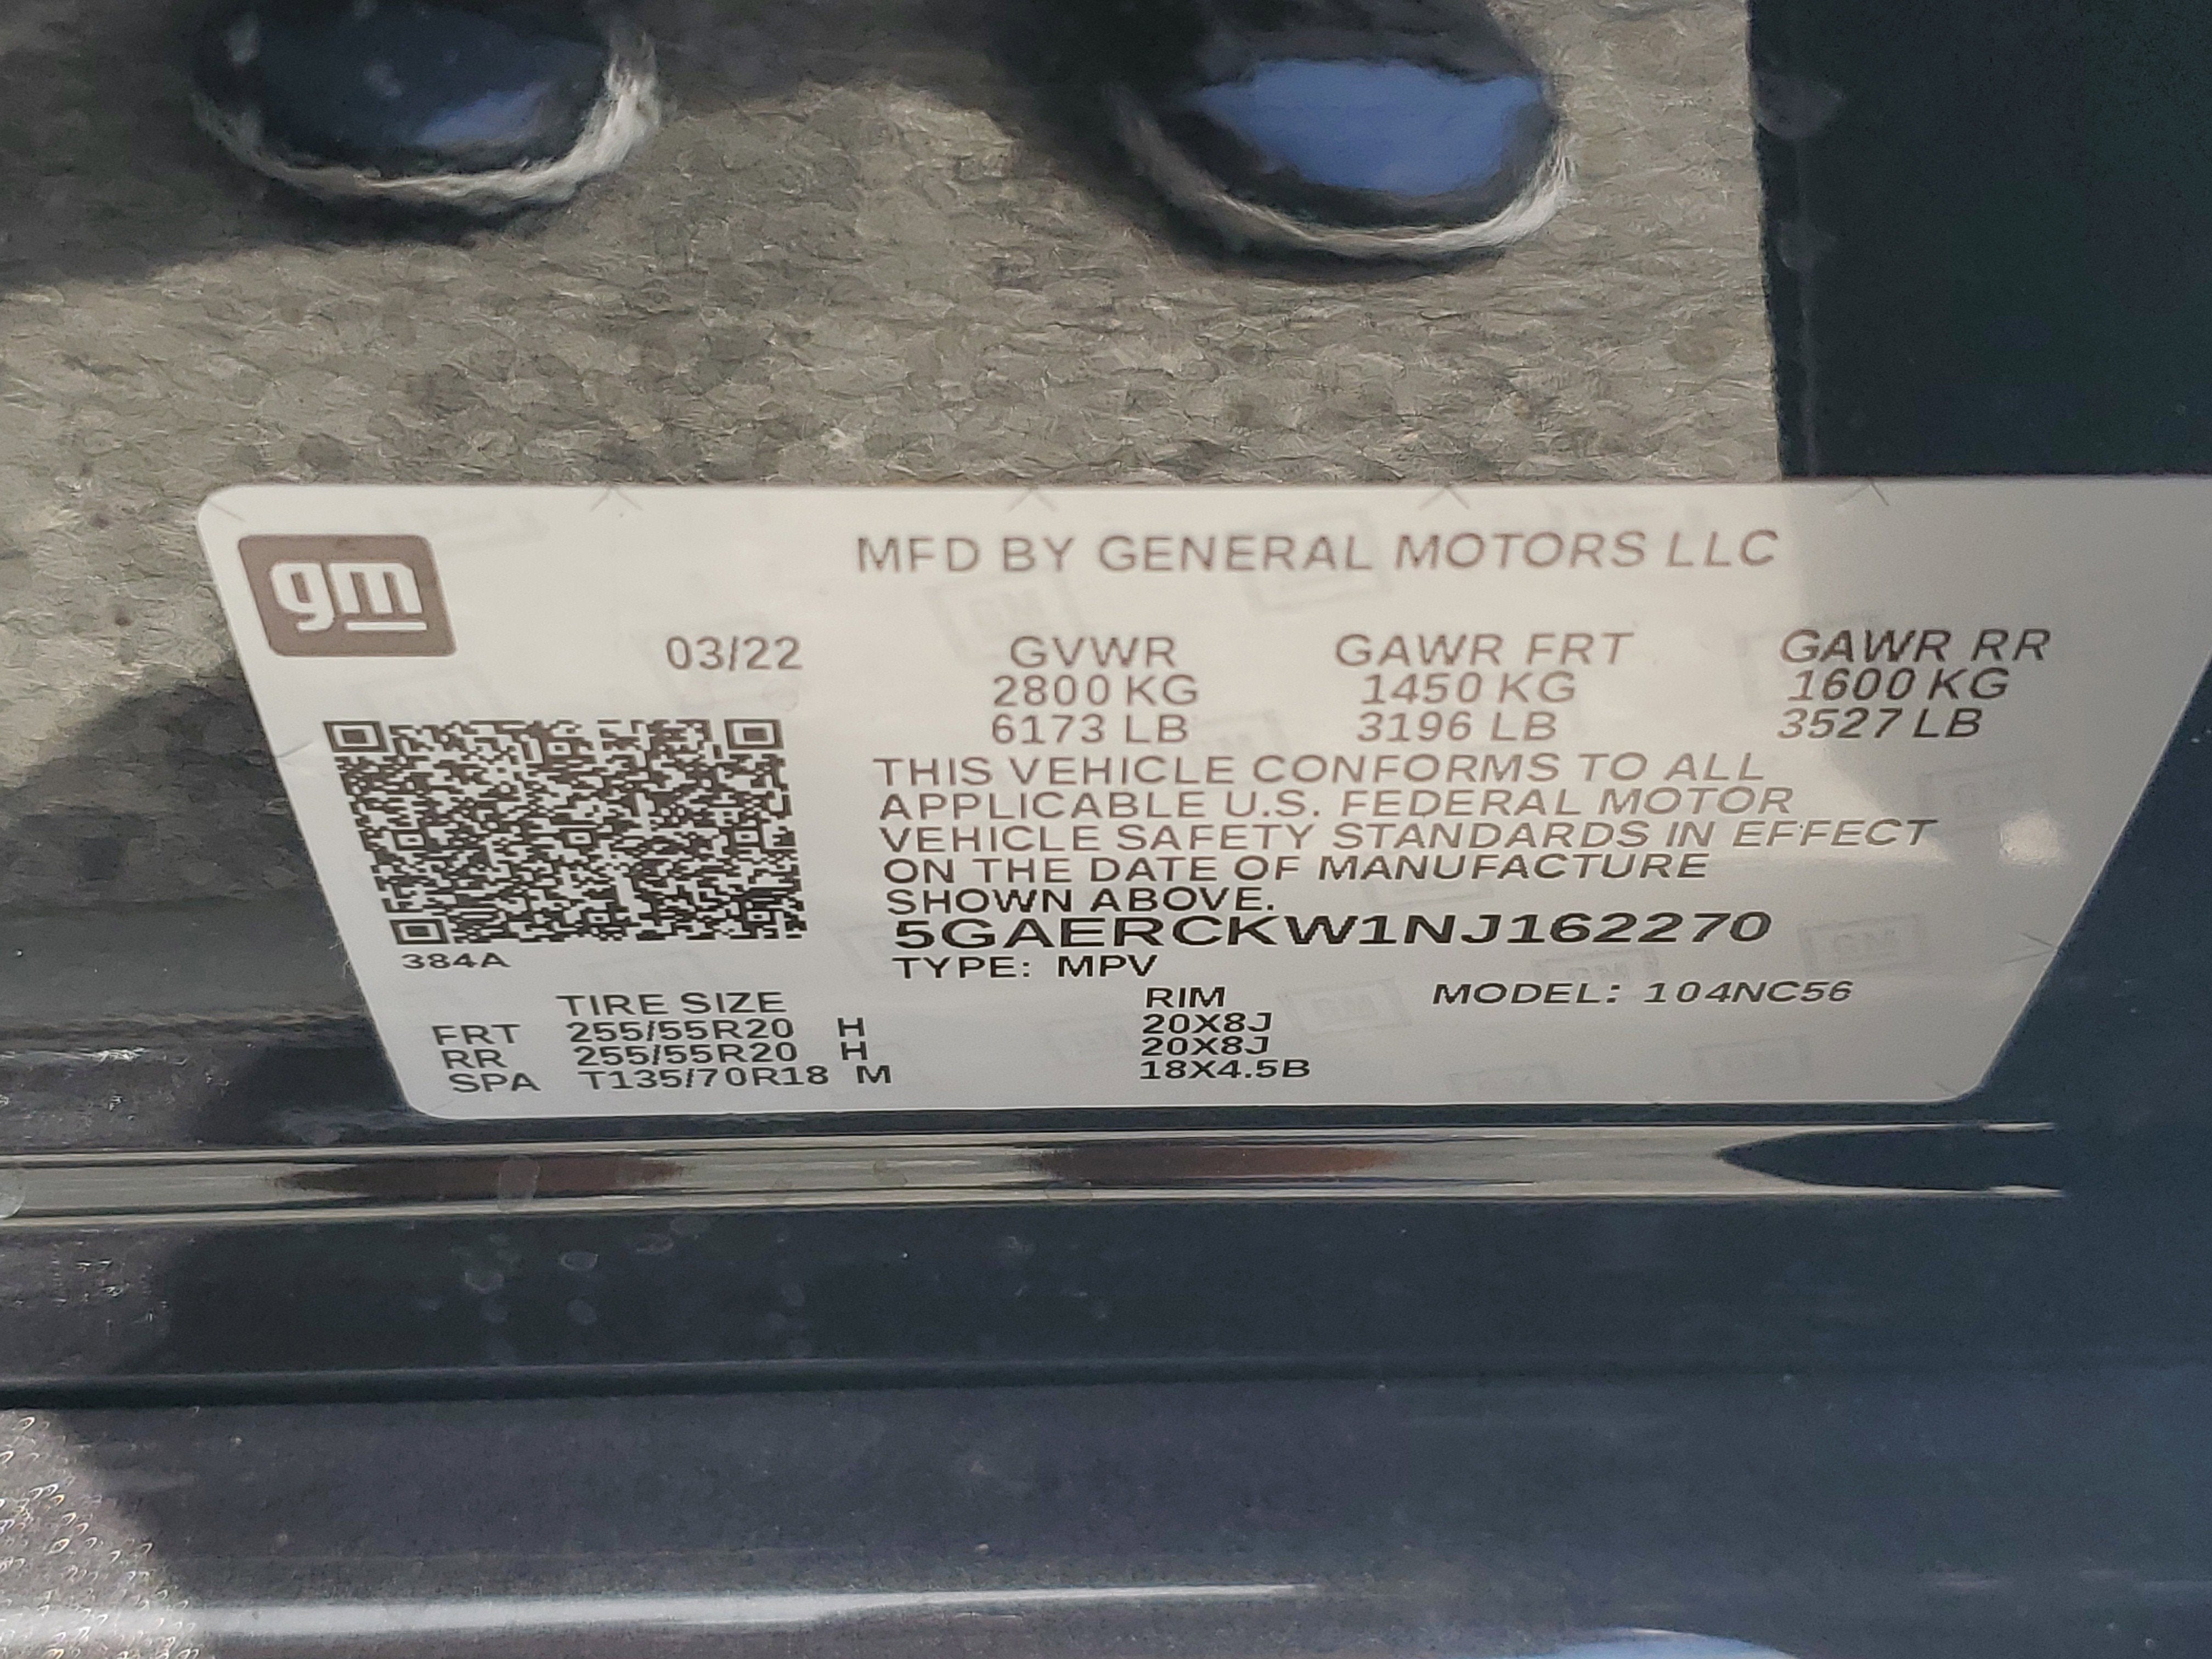 gm
MFD BY GENERAL MOTORS LLC
03/22 GVWR GAWR FRT GAWR RR
2800 KG 1450 KG 1600 KG
6173 LB 3196 LB 3527 LB
THIS VEHICLE CONFORMS TO ALL
APPLICABLE U.S. FEDERAL MOTOR
VEHICLE SAFETY STANDARDS IN EFFECT
ON THE DATE OF MANUFACTURE
SHOWN ABOVE.
5GAERCKW1NJ162270
384A
TYPE: MPV
TIRE SIZE RIM MODEL: 104NC56
FRT 255/55R20 H 20X8J
RR 255/55R20 H 20X8J
SPA T135/70R18 M 18X4.5B